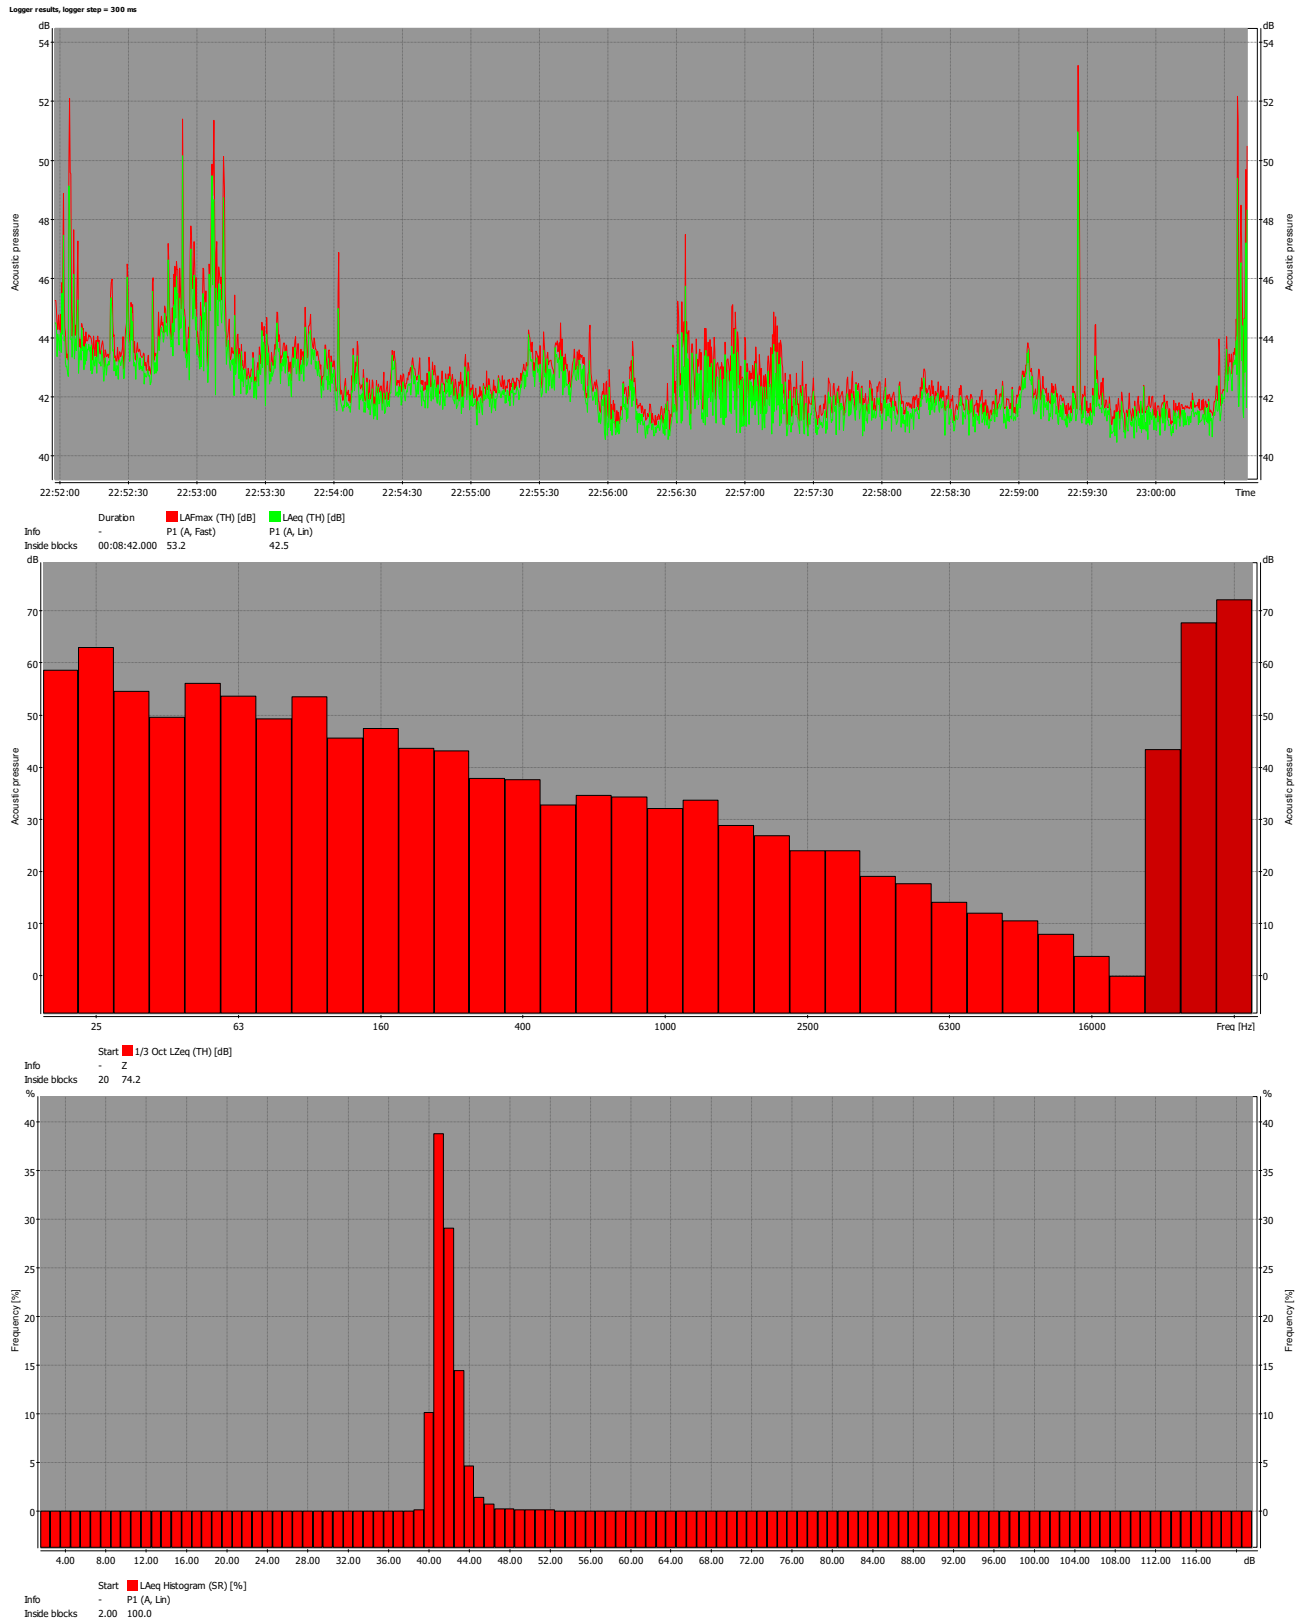 Logger results, logger step = 300 ms
dB dB
54 54
52 52
50 50
48 48
46 46
44 44
42 42
40 40
Acoustic pressure Acoustic pressure
22:52:00 22:52:30 22:53:00 22:53:30 22:54:00 22:54:30 22:55:00 22:55:30 22:56:00 22:56:30 22:57:00 22:57:30 22:58:00 22:58:30 22:59:00 22:59:30 23:00:00 Time
Duration LAFmax (TH) [dB] LAeq (TH) [dB]
Info - P1 (A, Fast) P1 (A, Lin)
Inside blocks 00:08:42.000 53.2 42.5
dB dB
70 70
60 60
50 50
40 40
30 30
20 20
10 10
0 0
Acoustic pressure Acoustic pressure
25 63 160 400 1000 2500 6300 16000 Freq [Hz]
Start 1/3 Oct LZeq (TH) [dB]
Info - Z
Inside blocks 20 74.2
% %
40 40
35 35
30 30
25 25
20 20
15 15
10 10
5 5
0 0
Frequency [%] Frequency [%]
4.00 8.00 12.00 16.00 20.00 24.00 28.00 32.00 36.00 40.00 44.00 48.00 52.00 56.00 60.00 64.00 68.00 72.00 76.00 80.00 84.00 88.00 92.00 96.00 100.00 104.00 108.00 112.00 116.00 dB
Start LAeq Histogram (SR) [%]
Info - P1 (A, Lin)
Inside blocks 2.00 100.0